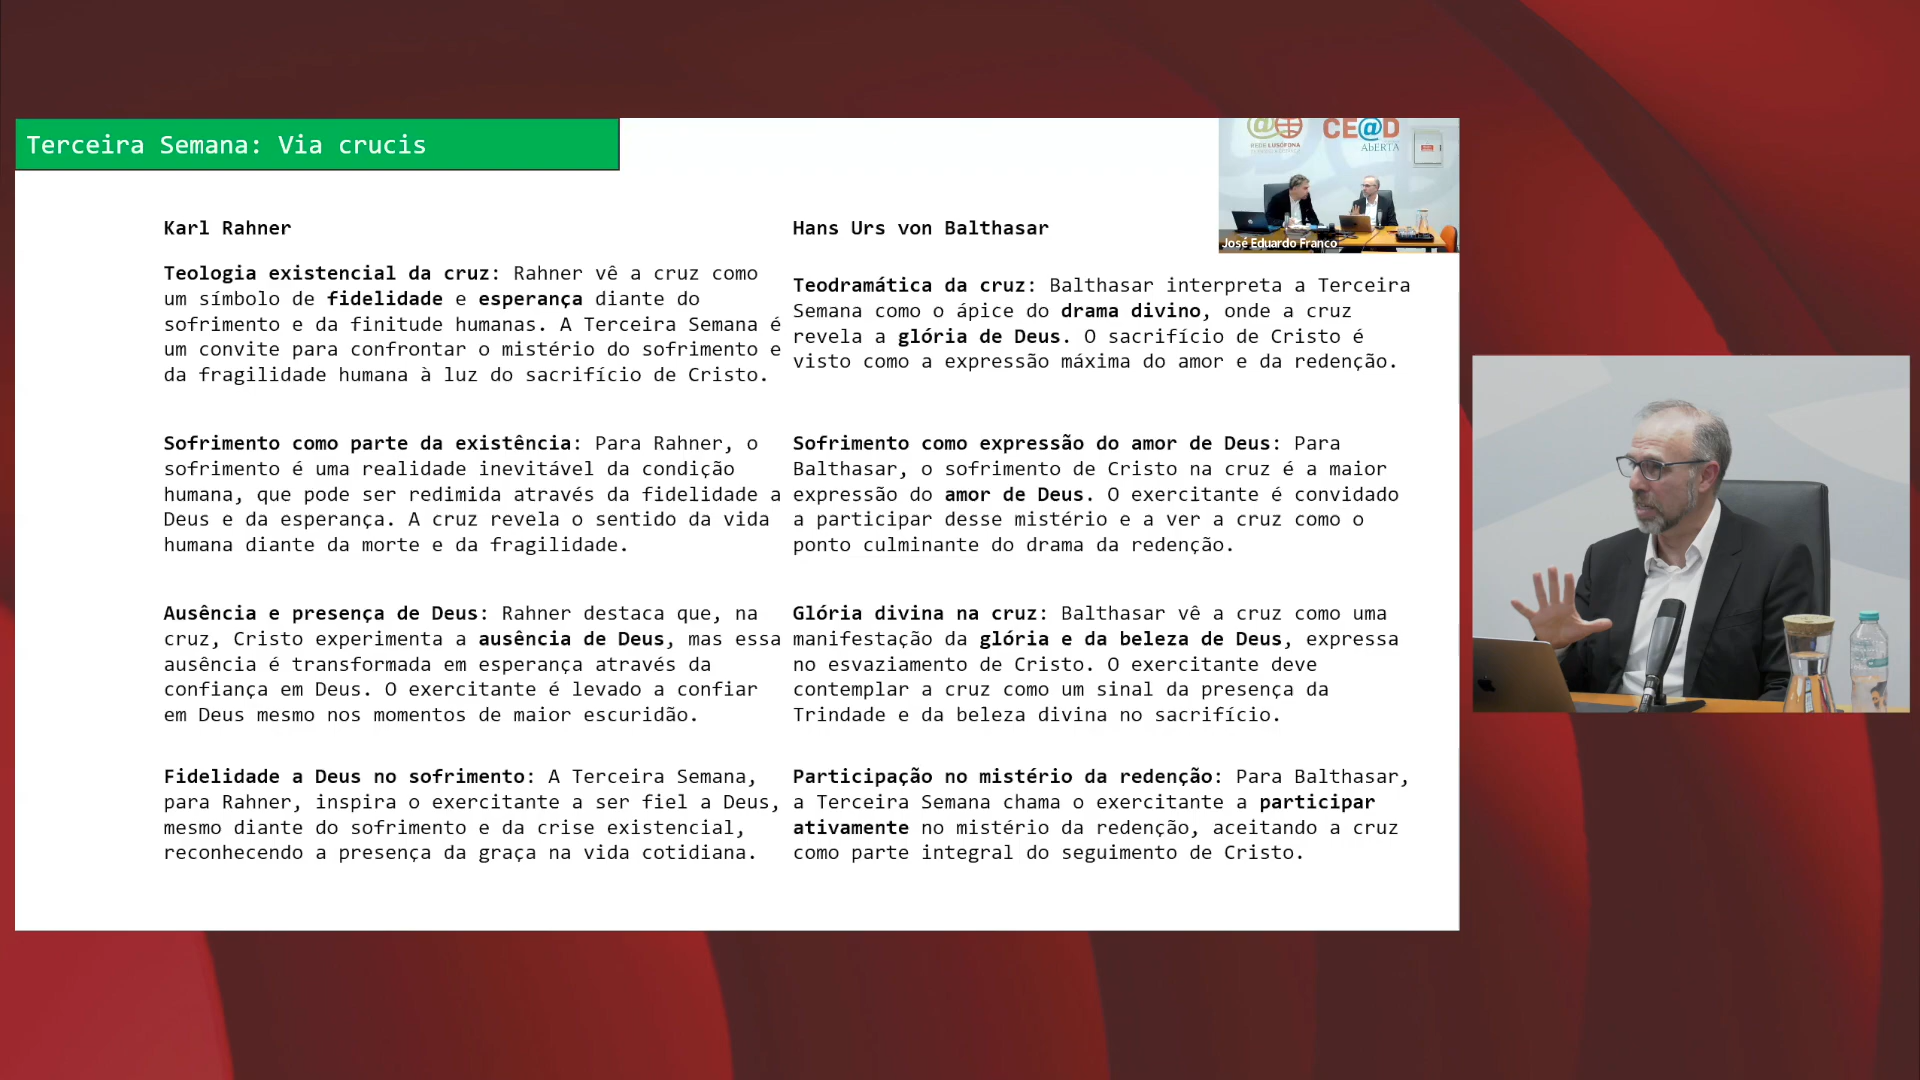 Terceira Semana: Via crucis
Karl Rahner
Teologia existencial da cruz: Rahner vê a cruz como
um símbolo de fidelidade e esperança diante do
sofrimento e da finitude humanas. A Terceira Semana é
um convite para confrontar o mistério do sofrimento e
da fragilidade humana à luz do sacrifício de Cristo.
Sofrimento como parte da existência: Para Rahner, o
sofrimento é uma realidade inevitável da condição
humana, que pode ser redimida através da fidelidade a
Deus e da esperança. A cruz revela o sentido da vida
humana diante da morte e da fragilidade.
Ausência e presença de Deus: Rahner destaca que, na
cruz, Cristo experimenta a ausência de Deus, mas essa
ausência é transformada em esperança através da
confiança em Deus. O exercitante é levado a confiar
em Deus mesmo nos momentos de maior escuridão.
Fidelidade a Deus no sofrimento: A Terceira Semana,
para Rahner, inspira o exercitante a ser fiel a Deus,
mesmo diante do sofrimento e da crise existencial,
reconhecendo a presença da graça na vida cotidiana.
Hans Urs von Balthasar
Teodramática da cruz: Balthasar interpreta a Terceira
Semana como o ápice do drama divino, onde a cruz
revela a glória de Deus. O sacrifício de Cristo é
visto como a expressão máxima do amor e da redenção.
Sofrimento como expressão do amor de Deus: Para
Balthasar, o sofrimento de Cristo na cruz é a maior
expressão do amor de Deus. O exercitante é convidado
a participar desse mistério e a ver a cruz como o
ponto culminante do drama da redenção.
Glória divina na cruz: Balthasar vê a cruz como uma
manifestação da glória e da beleza de Deus, expressa
no esvaziamento de Cristo. O exercitante deve
contemplar a cruz como um sinal da presença da
Trindade e da beleza divina no sacrifício.
Participação no mistério da redenção: Para Balthasar,
a Terceira Semana chama o exercitante a participar
ativamente no mistério da redenção, aceitando a cruz
como parte integral do seguimento de Cristo.
REDE LUSÓFONA
CE@D
AbERTA
José Eduardo Franco